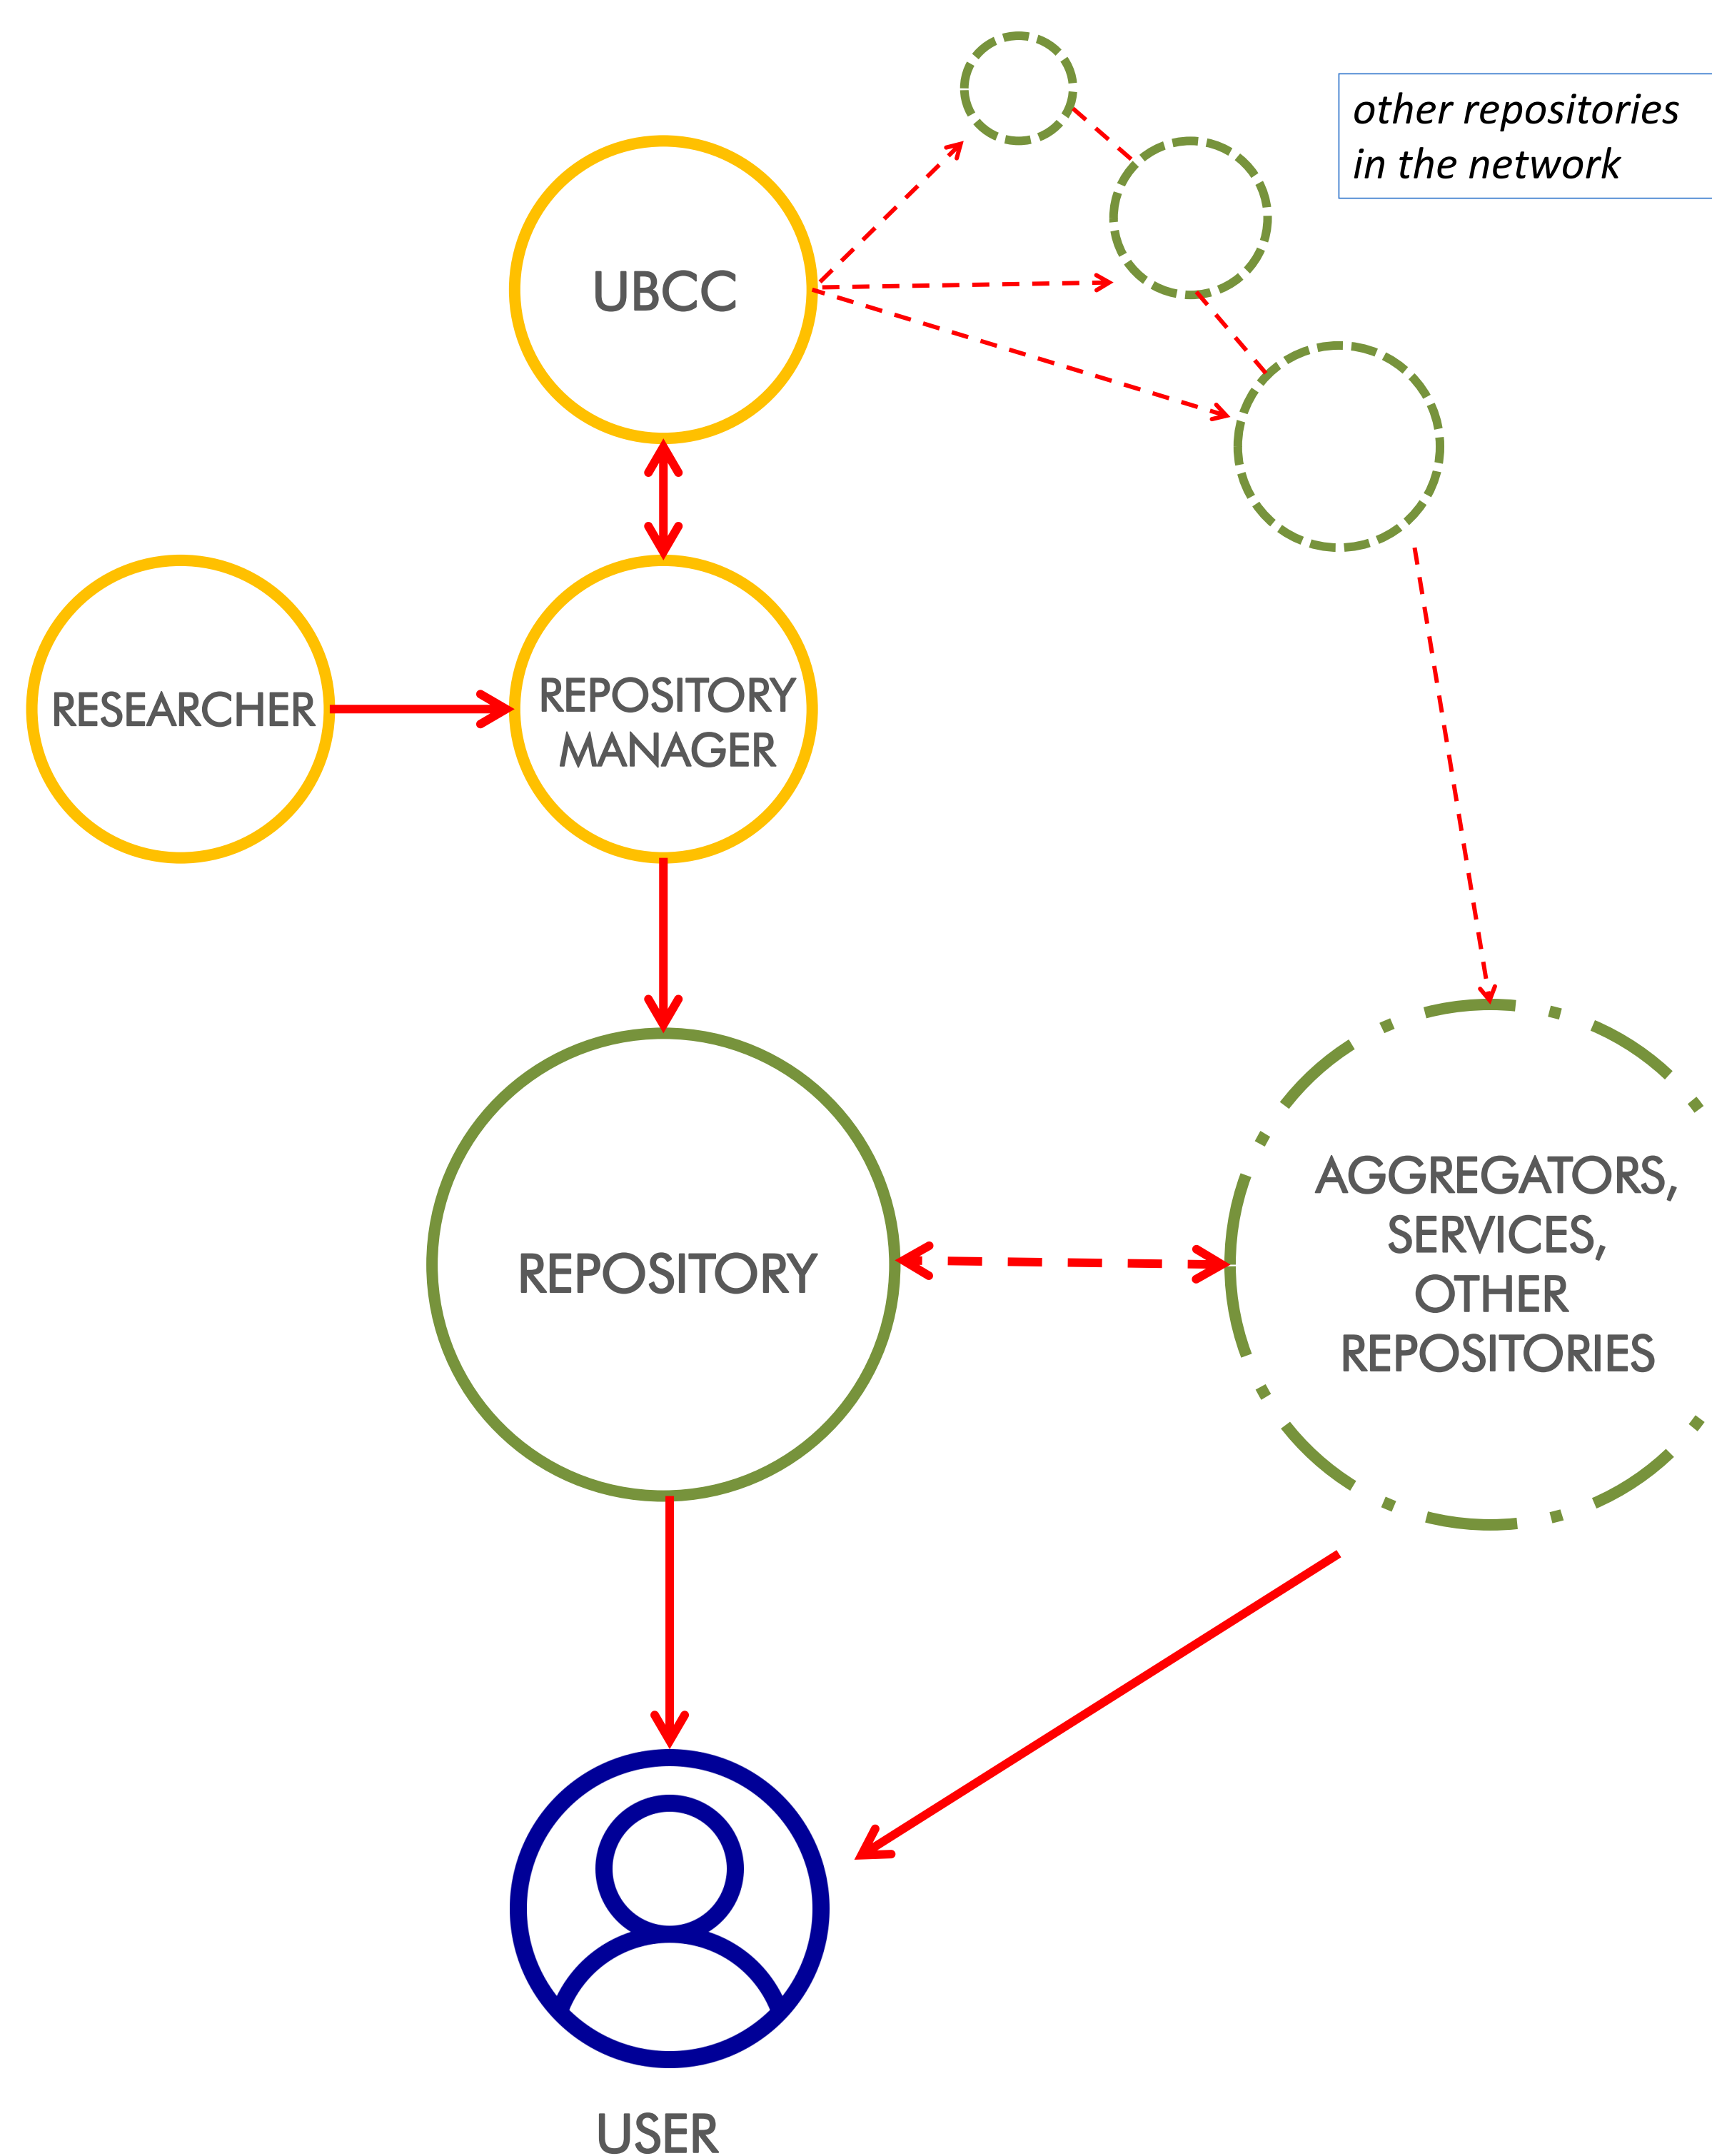 other repositories
in the network
UBCC
RESEARCHER
REPOSITORY
MANAGER
REPOSITORY
AGGREGATORS,
SERVICES,
OTHER
REPOSITORIES
USER